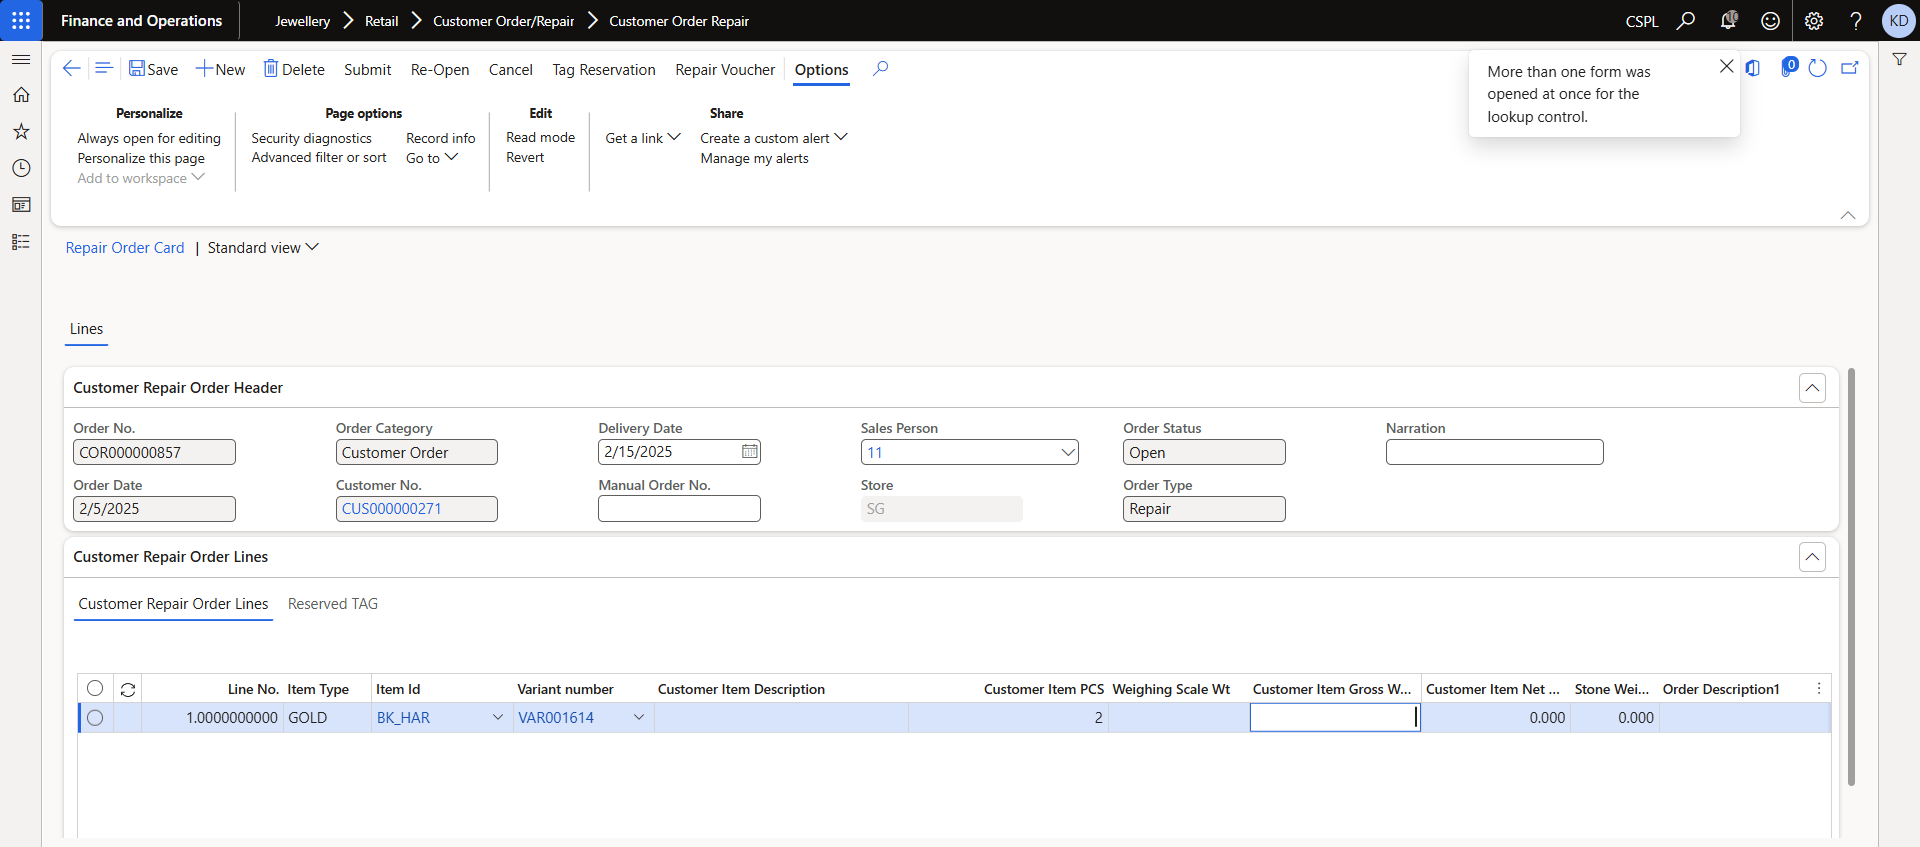 Finance and Operations
Jewellery
Retail
Customer Order/Repair
Customer Order Repair
CSPL
KD
Save
New
Delete
Submit
Re-Open
Cancel
Tag Reservation
Repair Voucher
Options
More than one form was
opened at once for the
lookup control.
0
Personalize
Always open for editing
Personalize this page
Add to workspace
Page options
Security diagnostics
Advanced filter or sort
Record info
Go to
Edit
Read mode
Revert
Get a link
Share
Create a custom alert
Manage my alerts
Repair Order Card | Standard view
Lines
Customer Repair Order Header
Order No.
COR000000857
Order Category
Customer Order
Delivery Date
2/15/2025
Sales Person
11
Order Status
Open
Narration
Order Date
2/5/2025
Customer No.
CUS000000271
Manual Order No.
Store
SG
Order Type
Repair
Customer Repair Order Lines
Customer Repair Order Lines Reserved TAG
Line No. Item Type Item Id Variant number Customer Item Description Customer Item PCS Weighing Scale Wt Customer Item Gross W... Customer Item Net ... Stone Wei... Order Description1
1.0000000000 GOLD BK_HAR VAR001614 2 0.000 0.000